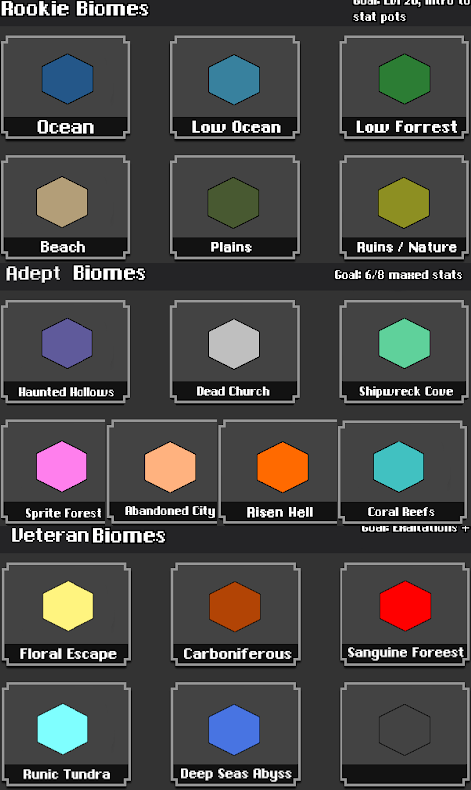 Rookie Biomes
Goal: Lvl 20, intro to
stat pots
Ocean
Low Ocean
Low Forrest
Beach
Plains
Ruins / Nature
Adept Biomes
Goal: 6/8 maxed stats
Haunted Hollows
Dead Church
Shipwreck Cove
Sprite Forest
Abandoned City
Risen Hell
Coral Reefs
Veteran Biomes
Goal: Exaltations +
Floral Escape
Carboniferous
Sanguine Foreest
Runic Tundra
Deep Seas Abyss